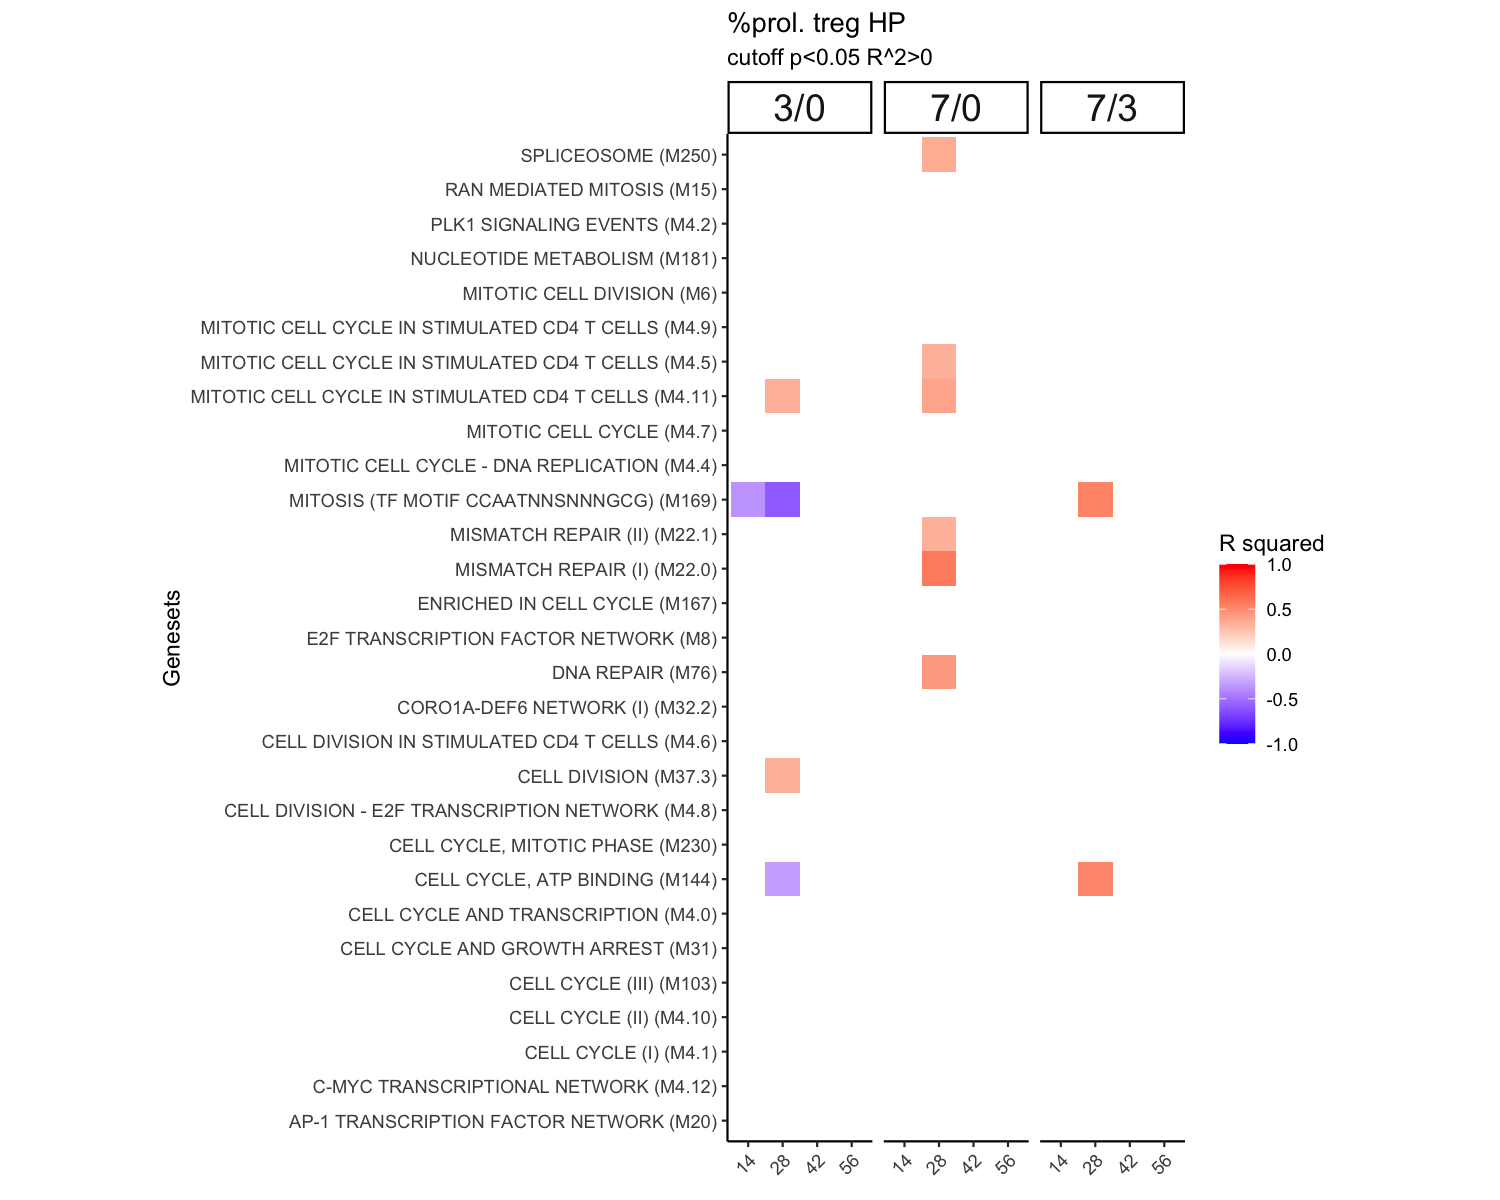 %prol. treg HP
cutoff p<0.05 R^2>0
3/0 7/0 7/3
SPLICEOSOME (M250)
RAN MEDIATED MITOSIS (M15)
PLK1 SIGNALING EVENTS (M4.2)
NUCLEOTIDE METABOLISM (M181)
MITOTIC CELL DIVISION (M6)
MITOTIC CELL CYCLE IN STIMULATED CD4 T CELLS (M4.9)
MITOTIC CELL CYCLE IN STIMULATED CD4 T CELLS (M4.5)
MITOTIC CELL CYCLE IN STIMULATED CD4 T CELLS (M4.11)
MITOTIC CELL CYCLE (M4.7)
MITOTIC CELL CYCLE - DNA REPLICATION (M4.4)
MITOSIS (TF MOTIF CCAATNNSNNNGCG) (M169)
MISMATCH REPAIR (II) (M22.1)
MISMATCH REPAIR (I) (M22.0)
ENRICHED IN CELL CYCLE (M167)
E2F TRANSCRIPTION FACTOR NETWORK (M8)
DNA REPAIR (M76)
CORO1A-DEF6 NETWORK (I) (M32.2)
CELL DIVISION IN STIMULATED CD4 T CELLS (M4.6)
CELL DIVISION (M37.3)
CELL DIVISION - E2F TRANSCRIPTION NETWORK (M4.8)
CELL CYCLE, MITOTIC PHASE (M230)
CELL CYCLE, ATP BINDING (M144)
CELL CYCLE AND TRANSCRIPTION (M4.0)
CELL CYCLE AND GROWTH ARREST (M31)
CELL CYCLE (III) (M103)
CELL CYCLE (II) (M4.10)
CELL CYCLE (I) (M4.1)
C-MYC TRANSCRIPTIONAL NETWORK (M4.12)
AP-1 TRANSCRIPTION FACTOR NETWORK (M20)
Genesets
14 28 42 56 14 28 42 56 14 28 42 56
R squared
1.0
0.5
0.0
-0.5
-1.0